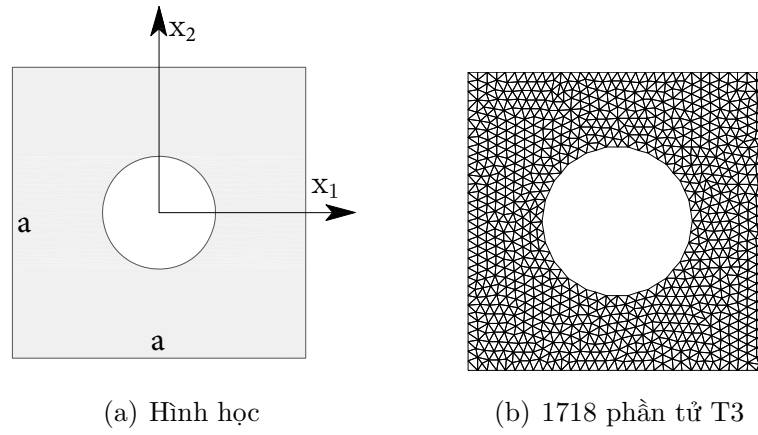 x₂
x₁
a
a
(a) Hình học
(b) 1718 phần tử T3